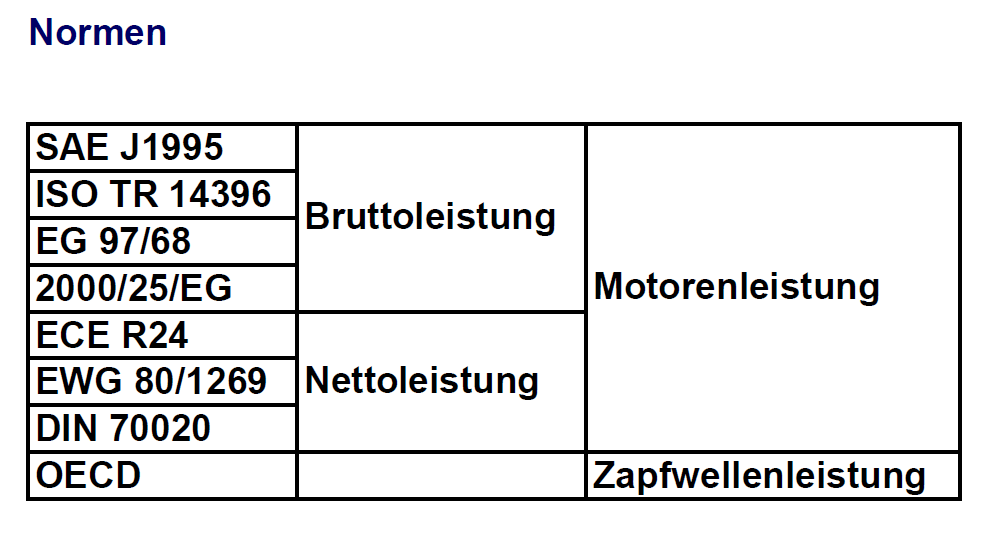 Normen
SAE J1995
ISO TR 14396
EG 97/68
2000/25/EG
Bruttoleistung
ECE R24
EWG 80/1269
DIN 70020
Nettoleistung
Motorenleistung
OECD
Zapfwellenleistung